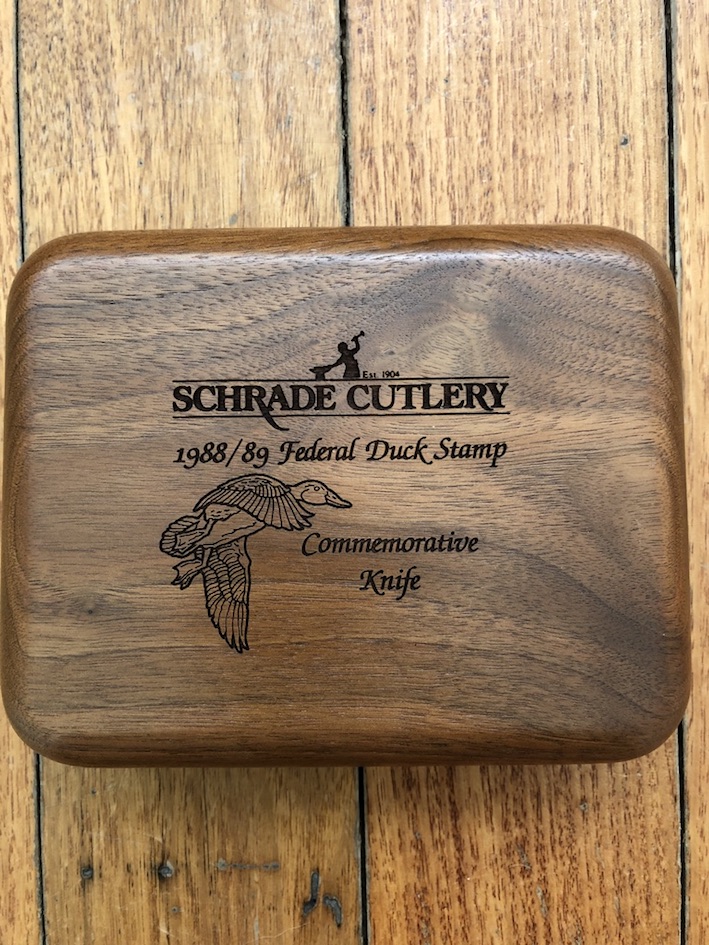 Est. 1904
SCHRADE CUTLERY
1988/89 Federal Duck Stamp
Commemorative
Knife